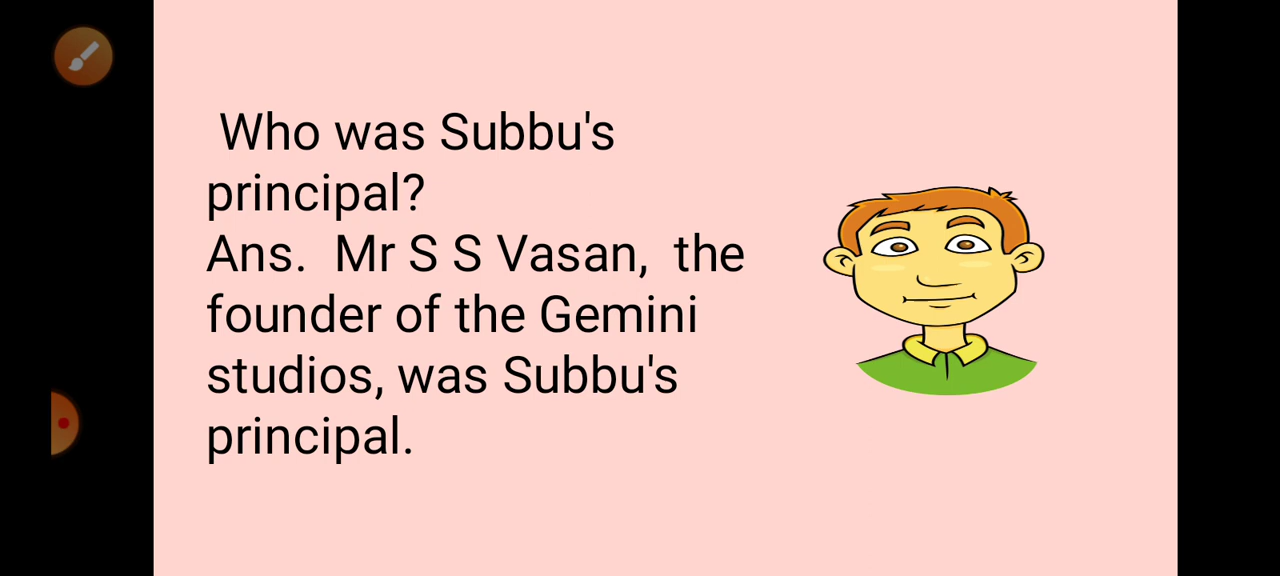 Who was Subbu's
principal?
Ans.  Mr S S Vasan,  the
founder of the Gemini
studios, was Subbu's
principal.